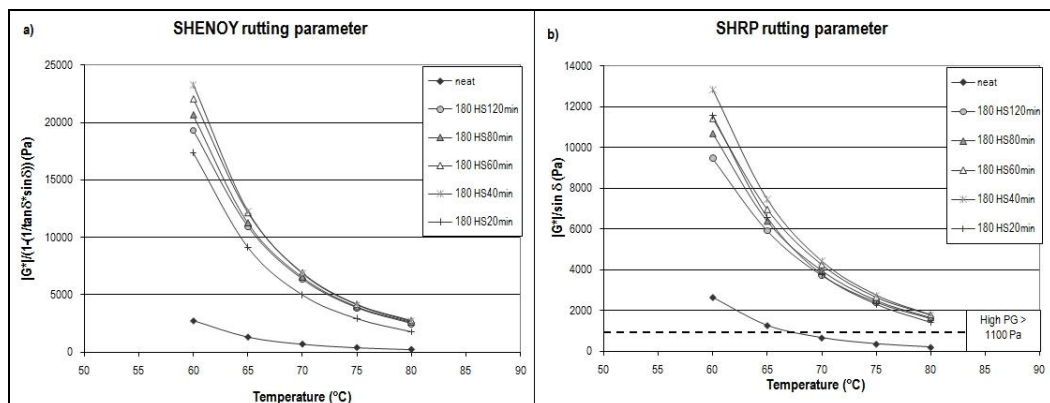 a)
SHENOY rutting parameter
25000
20000
15000
10000
5000
0
50 55 60 65 70 75 80 85 90
Temperature (°C)
|G*|/(1-(1/tanδ*sinδ)) (Pa)
neat
180 HS120min
180 HS80min
180 HS60min
180 HS40min
180 HS20min
b)
SHRP rutting parameter
14000
12000
10000
8000
6000
4000
2000
0
50 55 60 65 70 75 80 85 90
Temperature (°C)
|G*|/sin δ (Pa)
neat
180 HS120min
180 HS80min
180 HS60min
180 HS40min
180 HS20min
High PG >
1100 Pa